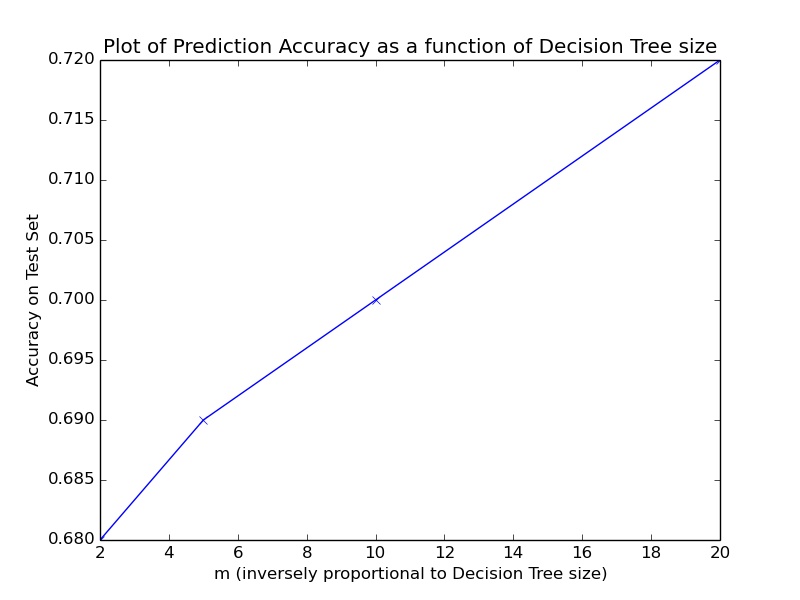 Plot of Prediction Accuracy as a function of Decision Tree size
0.720
0.715
0.710
0.705
0.700
0.695
0.690
0.685
0.680
Accuracy on Test Set
2 4 6 8 10 12 14 16 18 20
m (inversely proportional to Decision Tree size)